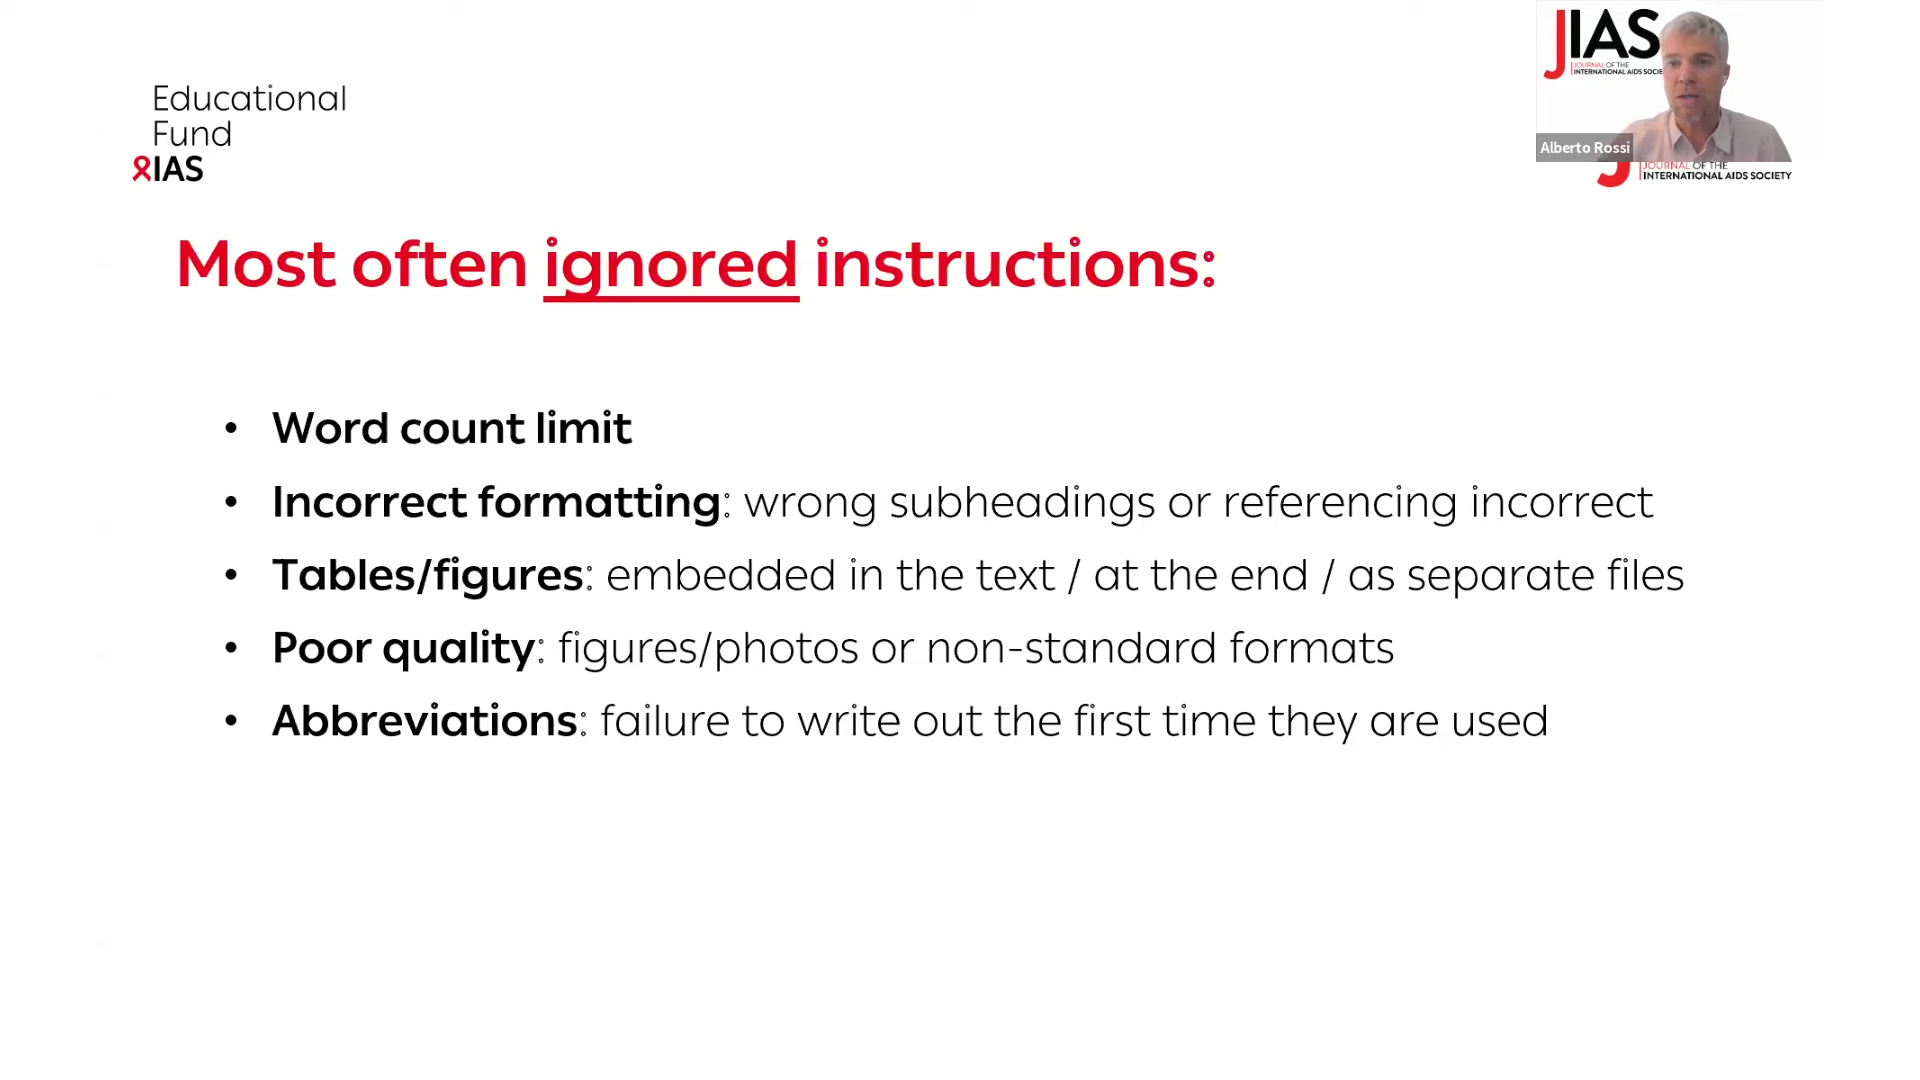 Educational
Fund
IAS
JIAS
JOURNAL OF THE
INTERNATIONAL AIDS SOCIE
Alberto Rossi
JOURNAL OF THE
INTERNATIONAL AIDS SOCIETY
Most often ignored instructions:
• Word count limit
• Incorrect formatting: wrong subheadings or referencing incorrect
• Tables/figures: embedded in the text / at the end / as separate files
• Poor quality: figures/photos or non-standard formats
• Abbreviations: failure to write out the first time they are used